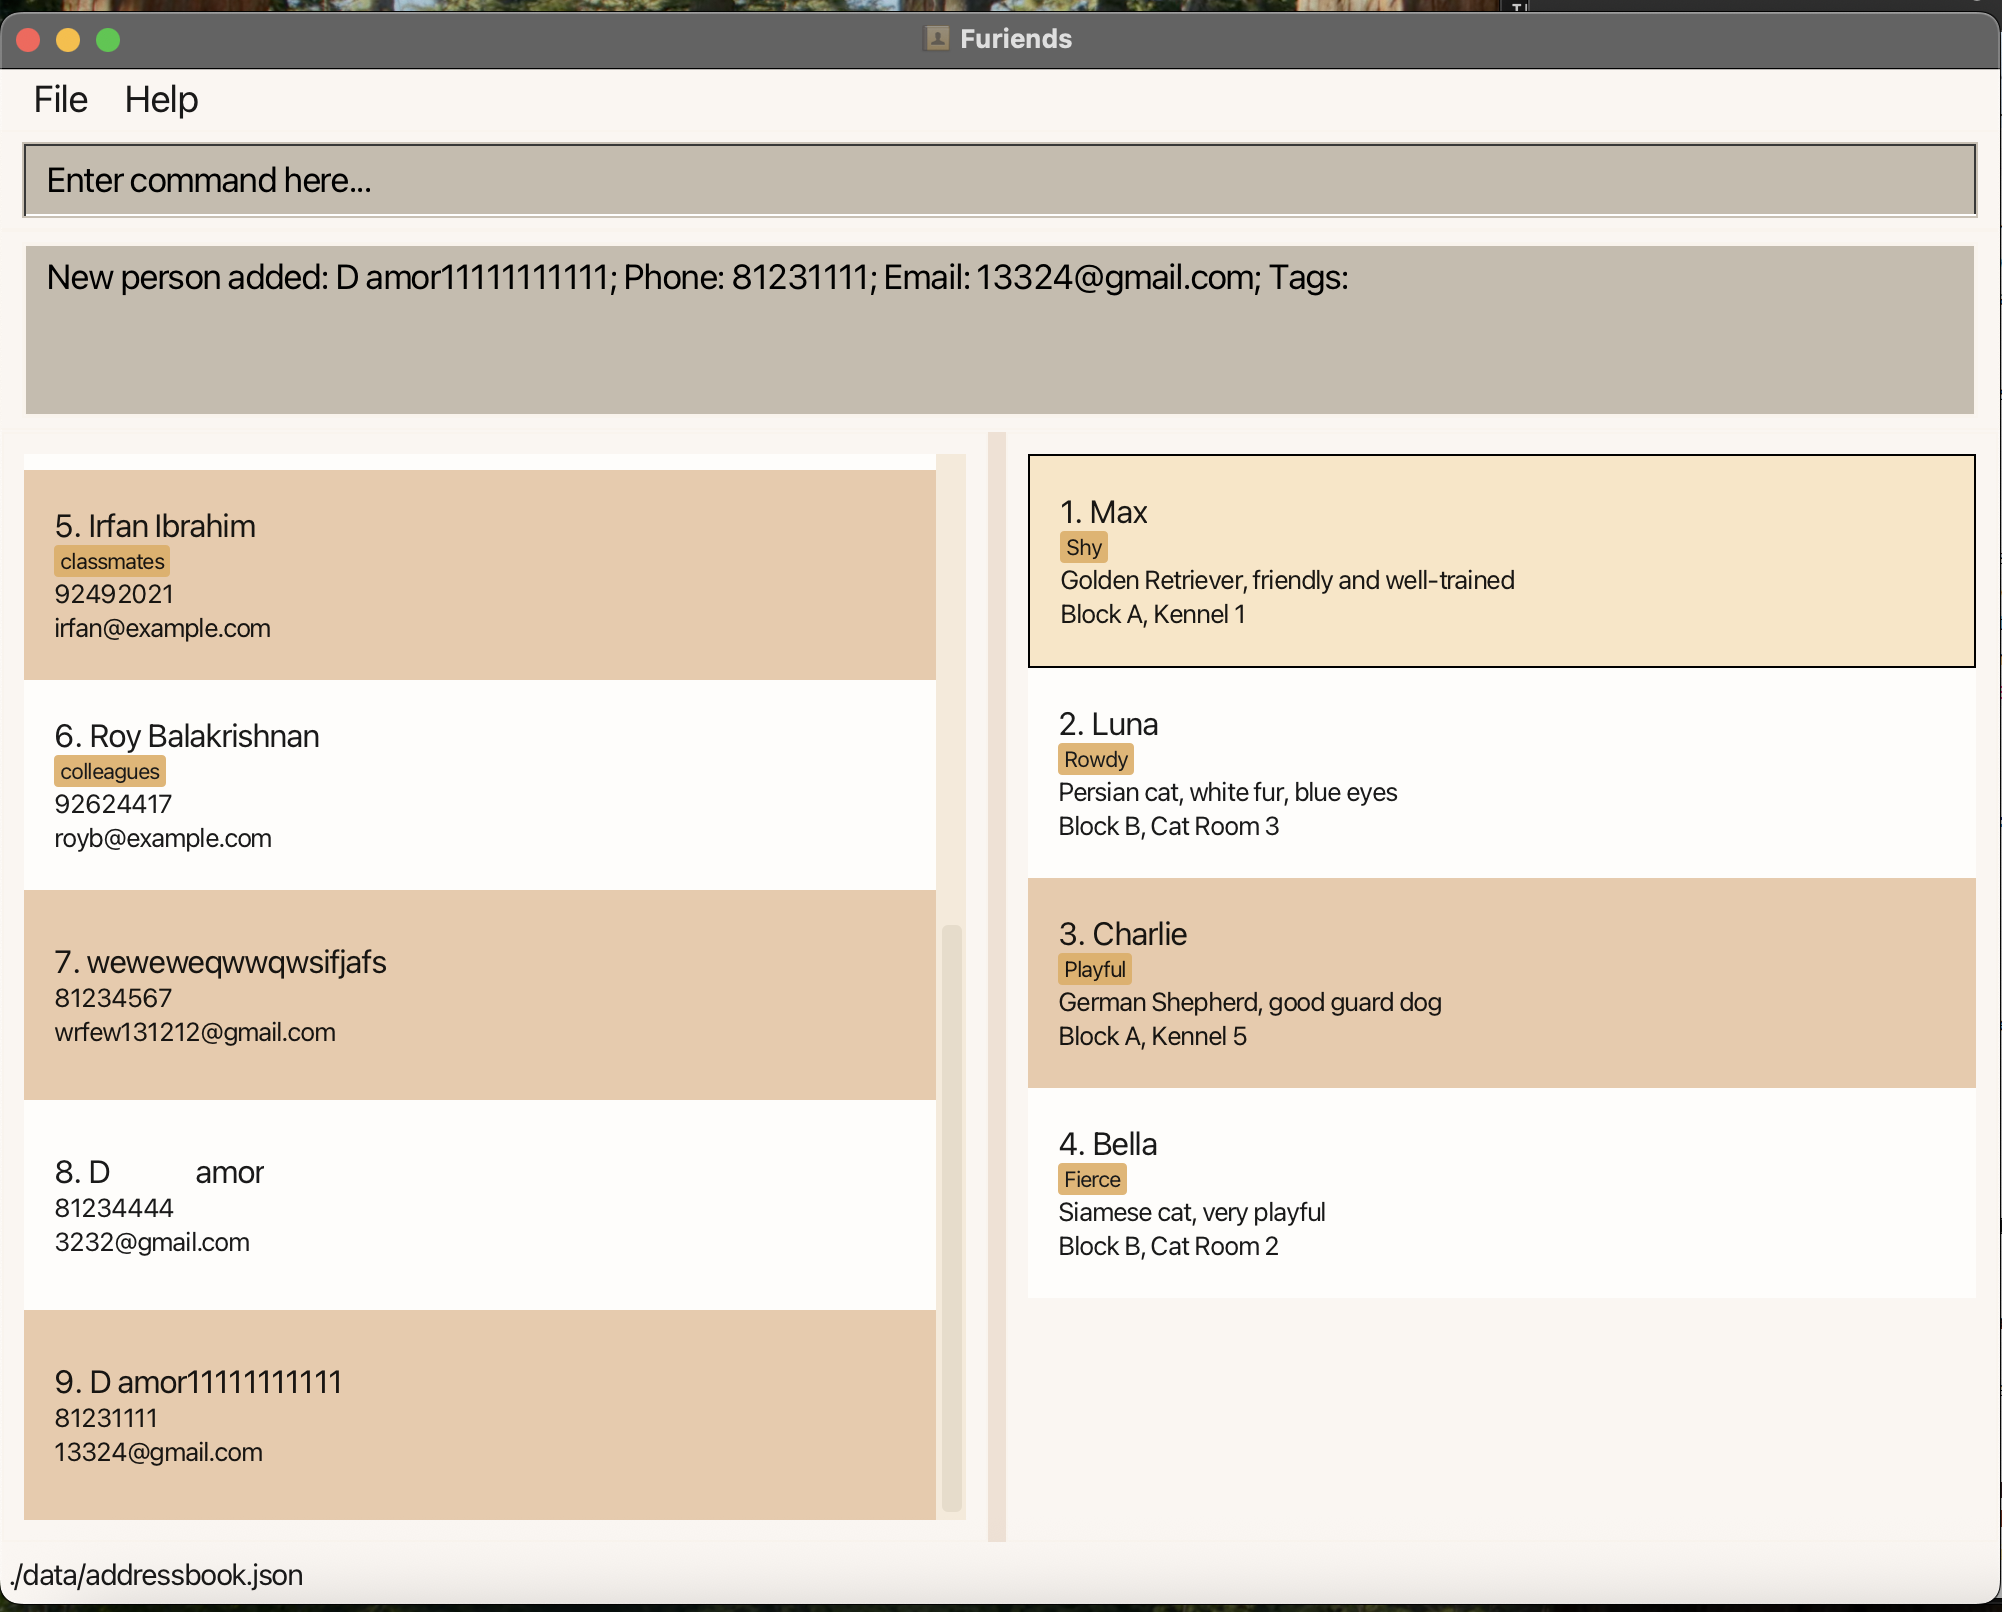 Furiends
File Help
Enter command here...
New person added: D amor11111111111; Phone: 81231111; Email: 13324@gmail.com; Tags:
5. Irfan Ibrahim
classmates
92492021
irfan@example.com
6. Roy Balakrishnan
colleagues
92624417
royb@example.com
7. weweweqwwqwsifjafs
81234567
wrfew131212@gmail.com
8. D amor
81234444
3232@gmail.com
9. D amor11111111111
81231111
13324@gmail.com
1. Max
Shy
Golden Retriever, friendly and well-trained
Block A, Kennel 1
2. Luna
Rowdy
Persian cat, white fur, blue eyes
Block B, Cat Room 3
3. Charlie
Playful
German Shepherd, good guard dog
Block A, Kennel 5
4. Bella
Fierce
Siamese cat, very playful
Block B, Cat Room 2
./data/addressbook.json